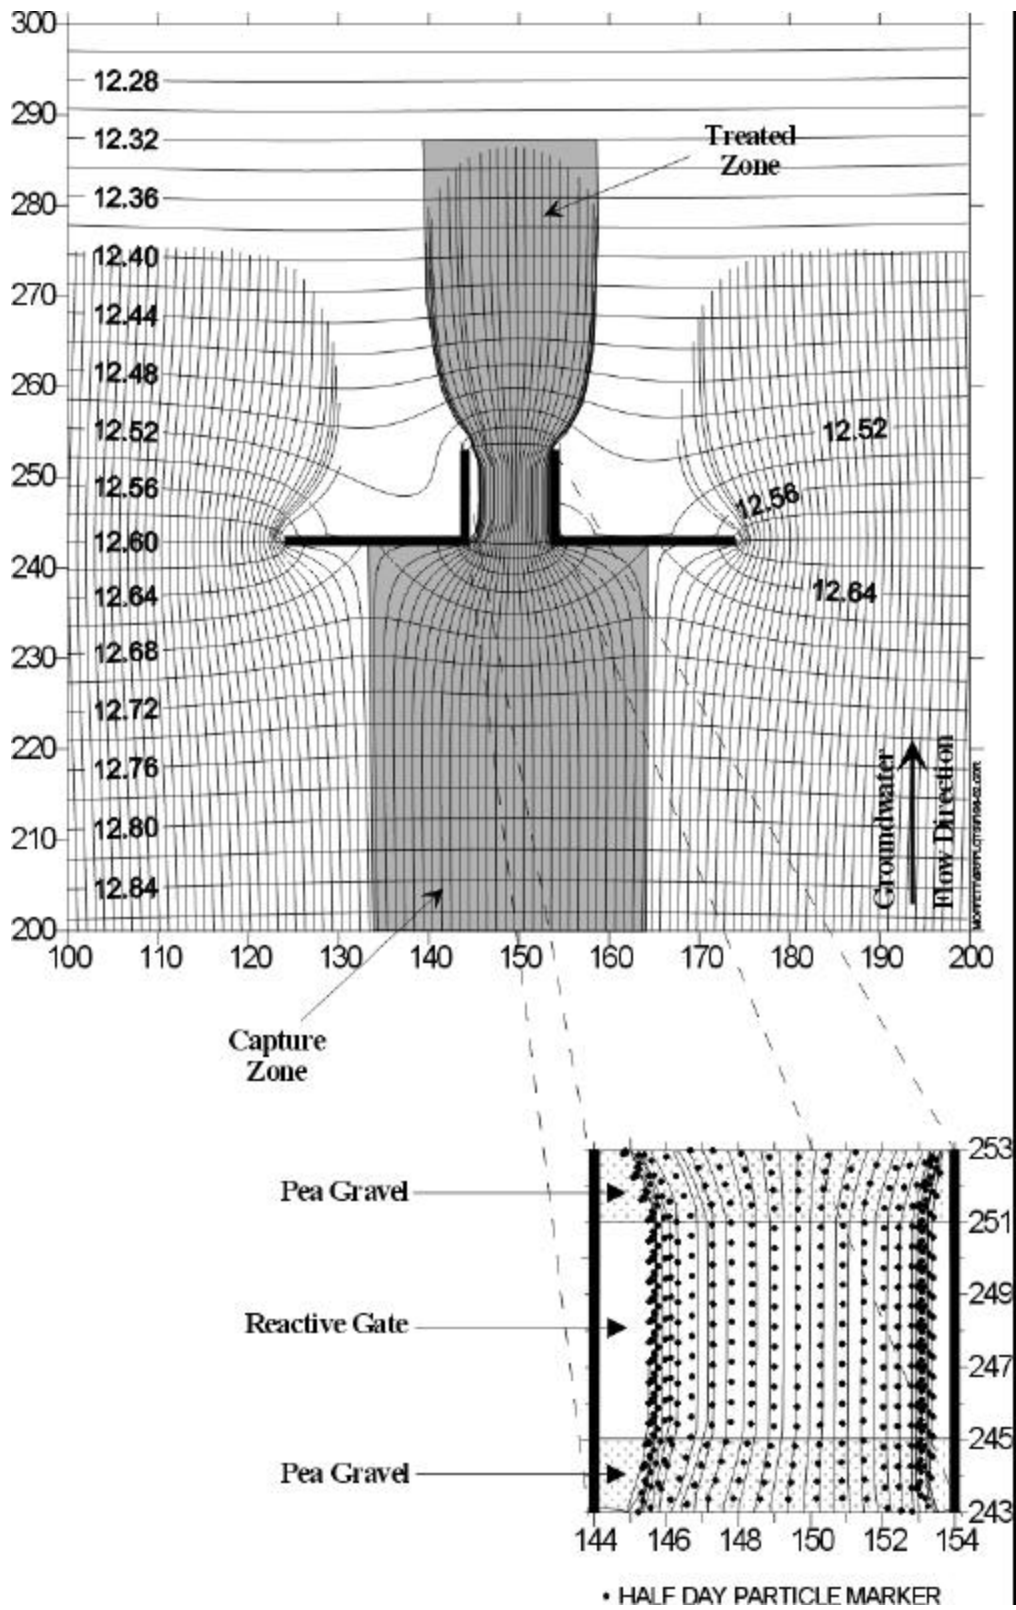 300
12.28
290
12.32
Treated
Zone
12.36
280
12.40
270
12.44
12.48
260
12.52
12.52
250
12.56
12.56
12.60
240
12.64
12.64
230
12.68
12.72
220
12.76
Groundwater
Flow Direction
12.80
210
12.84
200
100 110 120 130 140 150 160 170 180 190 200
Capture
Zone
253
Pea Gravel
251
249
Reactive Gate
247
245
Pea Gravel
243
144 146 148 150 152 154
• HALF DAY PARTICLE MARKER